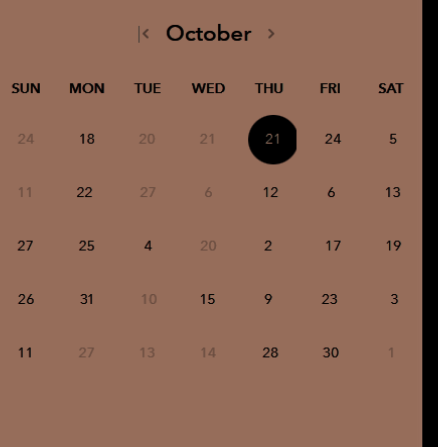 |< October >
SUN MON TUE WED THU FRI SAT
24 18 20 21 21 24 5
11 22 27 6 12 6 13
27 25 4 20 2 17 19
26 31 10 15 9 23 3
11 27 13 14 28 30 1